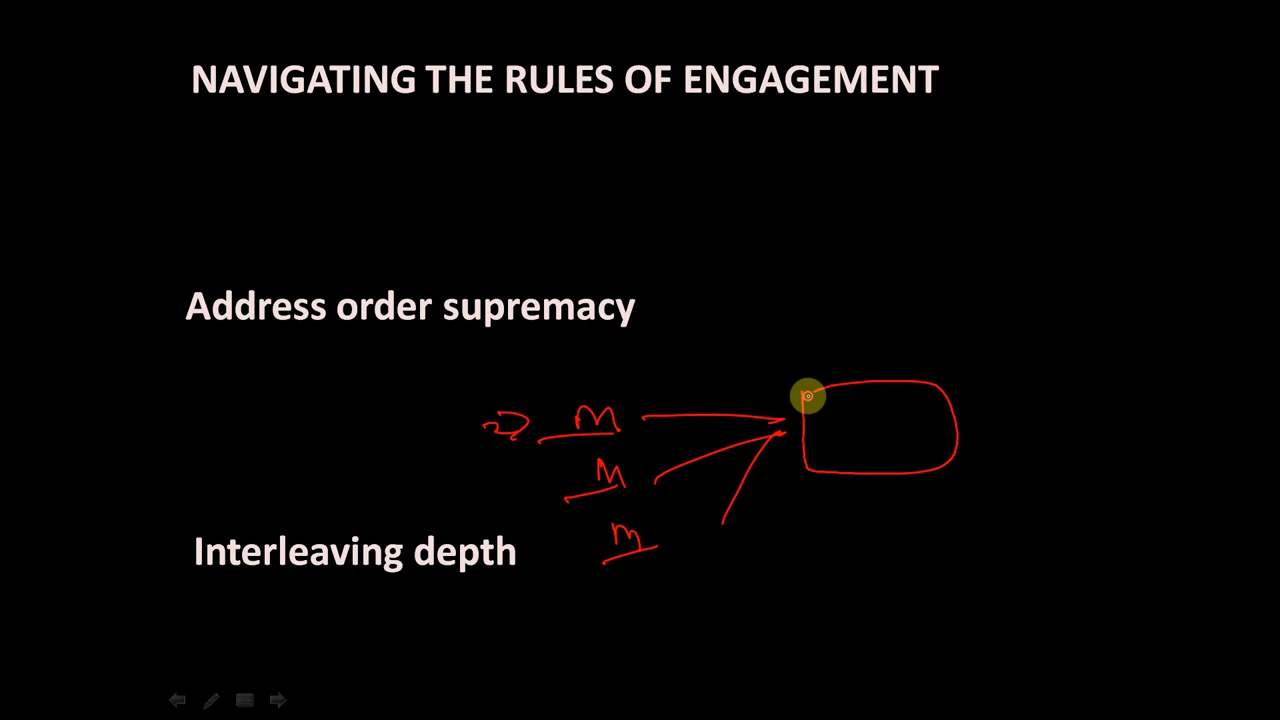 NAVIGATING THE RULES OF ENGAGEMENT
Address order supremacy
M
M
m
Interleaving depth